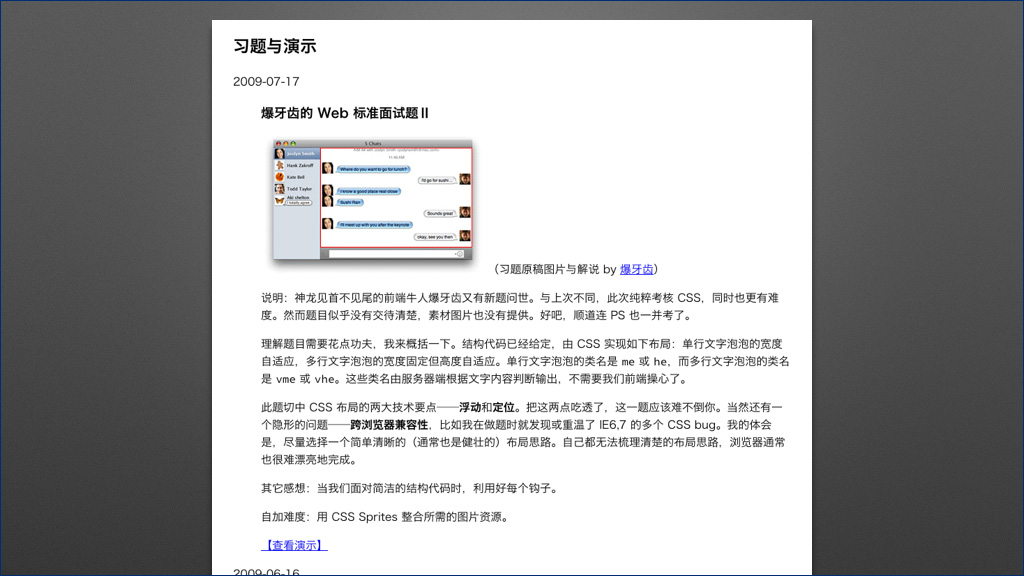 习题与演示
2009-07-17
爆牙齿的 Web 标准面试题Ⅱ
5 Chats
11:46 AM
Jocelyn Smith
Hank Zakroff
Kate Bell
Todd Taylor
Abi shelton
I totally agree
Where do you want to go for lunch?
I'd go for sushi...
I know a good place real close
Sushi Ran!
Sounds great!
I'll meet up with you after the keynote
okay, see you then
（习题原稿图片与解说 by 爆牙齿）
说明：神龙见首不见尾的前端牛人爆牙齿又有新题问世。与上次不同，此次纯粹考核 CSS，同时也更有难
度。然而题目似乎没有交待清楚，素材图片也没有提供。好吧，顺道连 PS 也一并考了。
理解题目需要花点功夫，我来概括一下。结构代码已经给定，由 CSS 实现如下布局：单行文字泡泡的宽度
自适应，多行文字泡泡的宽度固定但高度自适应。单行文字泡泡的类名是 me 或 he，而多行文字泡泡的类名
是 vme 或 vhe。这些类名由服务器端根据文字内容判断输出，不需要我们前端操心了。
此题切中 CSS 布局的两大技术要点——浮动和定位。把这两点吃透了，这一题应该难不倒你。当然还有一
个隐形的问题——跨浏览器兼容性，比如我在做题时就发现或重温了 IE6,7 的多个 CSS bug。我的体会
是，尽量选择一个简单清晰的（通常也是健壮的）布局思路。自己都无法梳理清楚的布局思路，浏览器通常
也很难漂亮地完成。
其它感想：当我们面对简洁的结构代码时，利用好每个钩子。
自加难度：用 CSS Sprites 整合所需的图片资源。
【查看演示】
2009-06-16